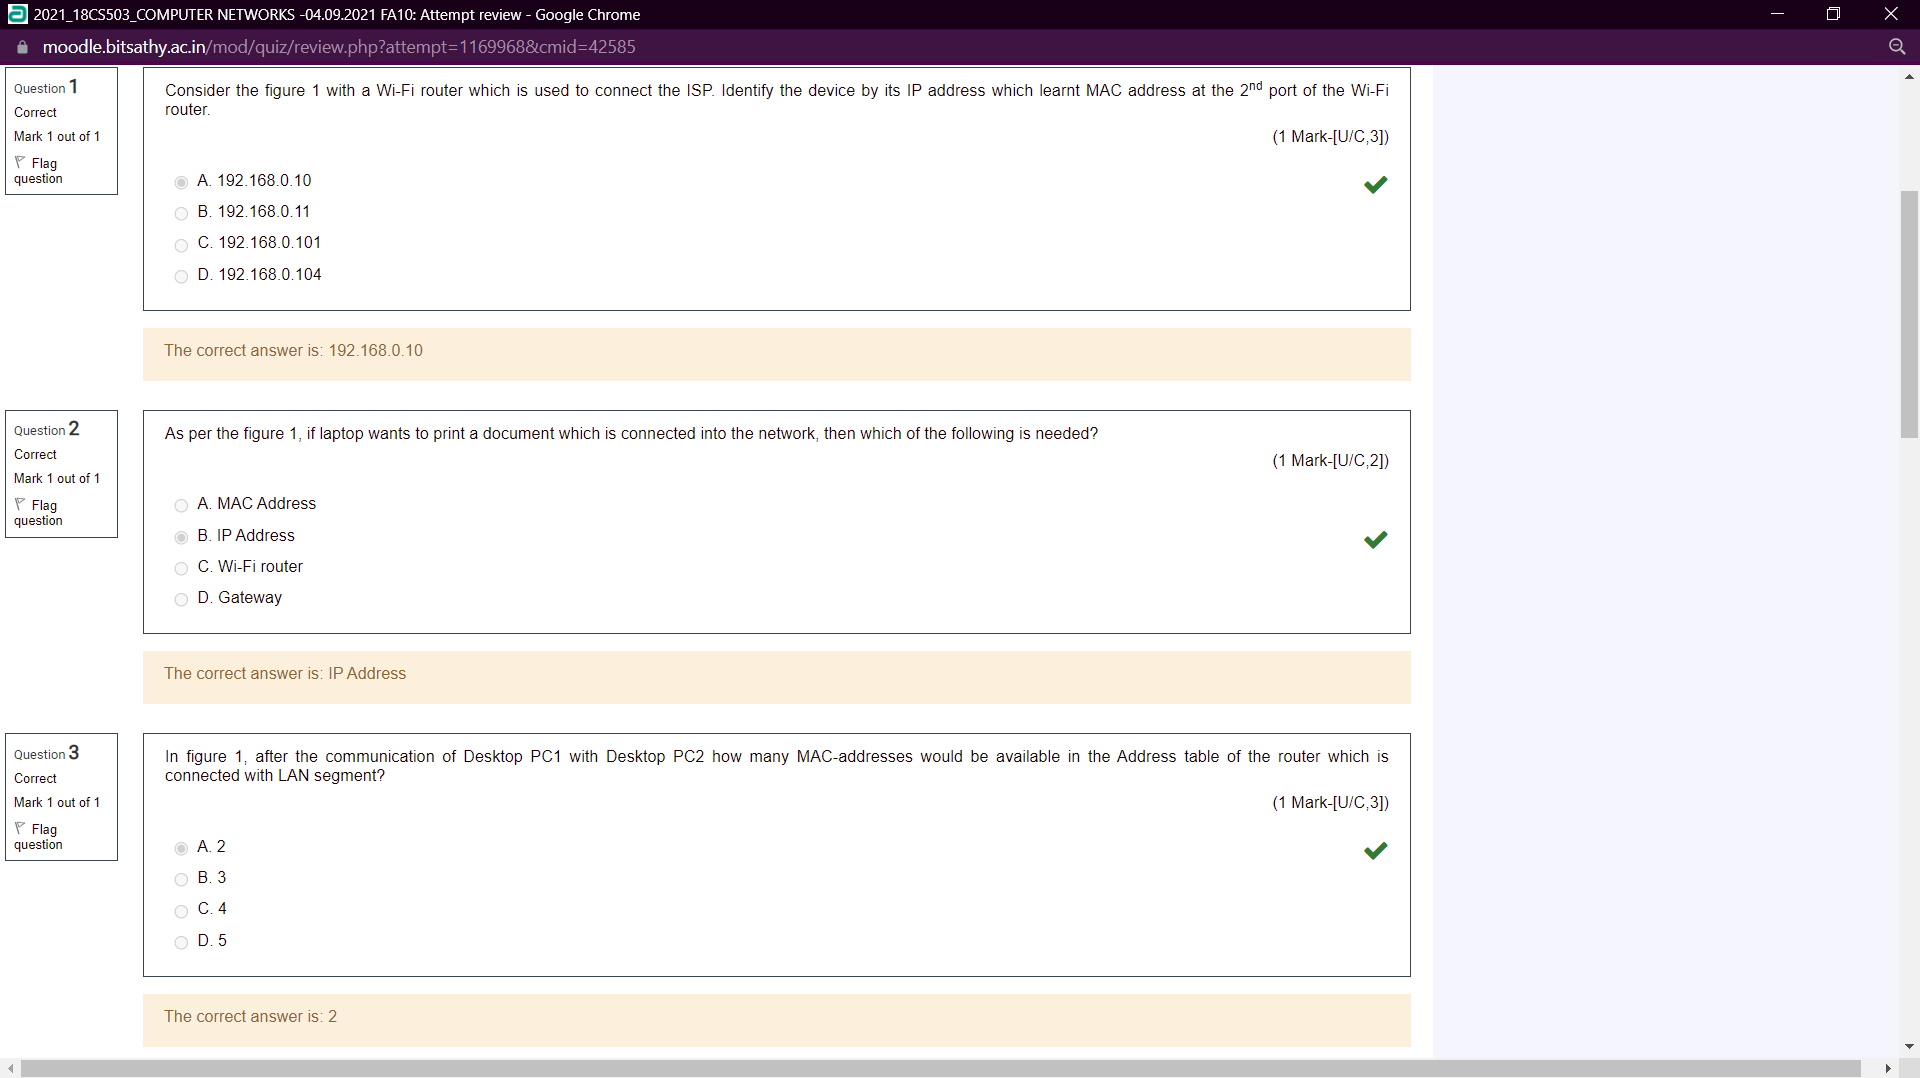 2021_18CS503_COMPUTER NETWORKS -04.09.2021 FA10: Attempt review - Google Chrome
moodle.bitsathy.ac.in/mod/quiz/review.php?attempt=1169968&cmid=42585
Question 1
Correct
Mark 1 out of 1
Flag
question
Consider the figure 1 with a Wi-Fi router which is used to connect the ISP. Identify the device by its IP address which learnt MAC address at the 2nd port of the Wi-Fi
router.
(1 Mark-[U/C,3])
A. 192.168.0.10
B. 192.168.0.11
C. 192.168.0.101
D. 192.168.0.104
The correct answer is: 192.168.0.10
Question 2
Correct
Mark 1 out of 1
Flag
question
As per the figure 1, if laptop wants to print a document which is connected into the network, then which of the following is needed?
(1 Mark-[U/C,2])
A. MAC Address
B. IP Address
C. Wi-Fi router
D. Gateway
The correct answer is: IP Address
Question 3
Correct
Mark 1 out of 1
Flag
question
In figure 1, after the communication of Desktop PC1 with Desktop PC2 how many MAC-addresses would be available in the Address table of the router which is
connected with LAN segment?
(1 Mark-[U/C,3])
A. 2
B. 3
C. 4
D. 5
The correct answer is: 2